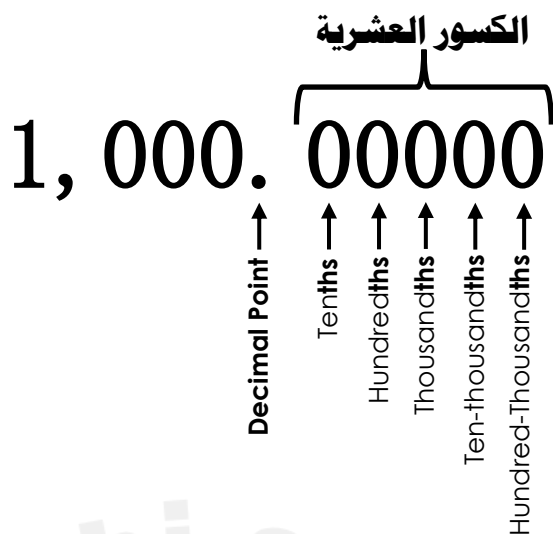 الكسور العشرية
1, 000. 00000
Decimal Point
Tenths
Hundredths
Thousandths
Ten-thousandths
Hundred-Thousandths